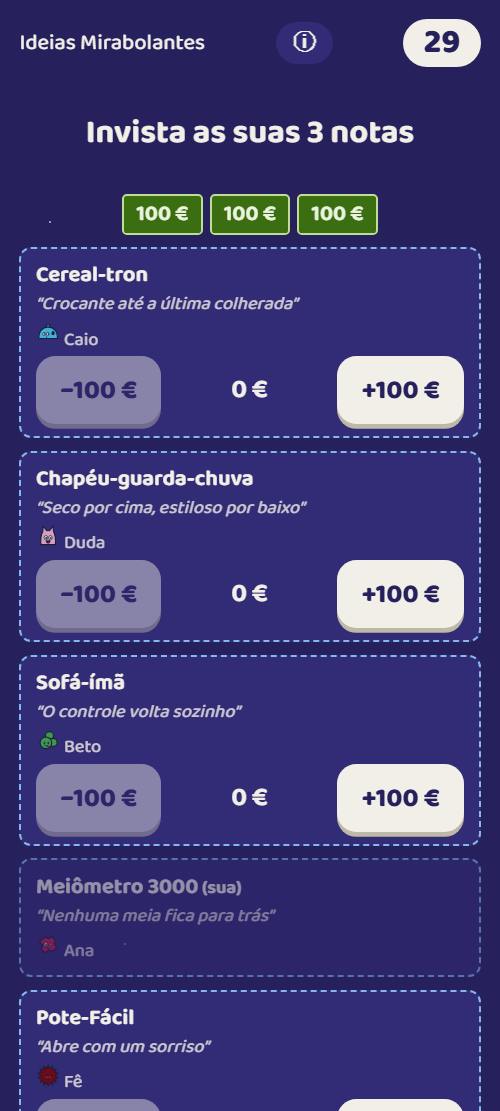 Ideias Mirabolantes
29
Invista as suas 3 notas
100 € 100 € 100 €
Cereal-tron
“Crocante até a última colherada”
Caio
−100 € 0 € +100 €
Chapéu-guarda-chuva
“Seco por cima, estiloso por baixo”
Duda
−100 € 0 € +100 €
Sofá-ímã
“O controle volta sozinho”
Beto
−100 € 0 € +100 €
Meiômetro 3000 (sua)
“Nenhuma meia fica para trás”
Ana
Pote-Fácil
“Abre com um sorriso”
Fê